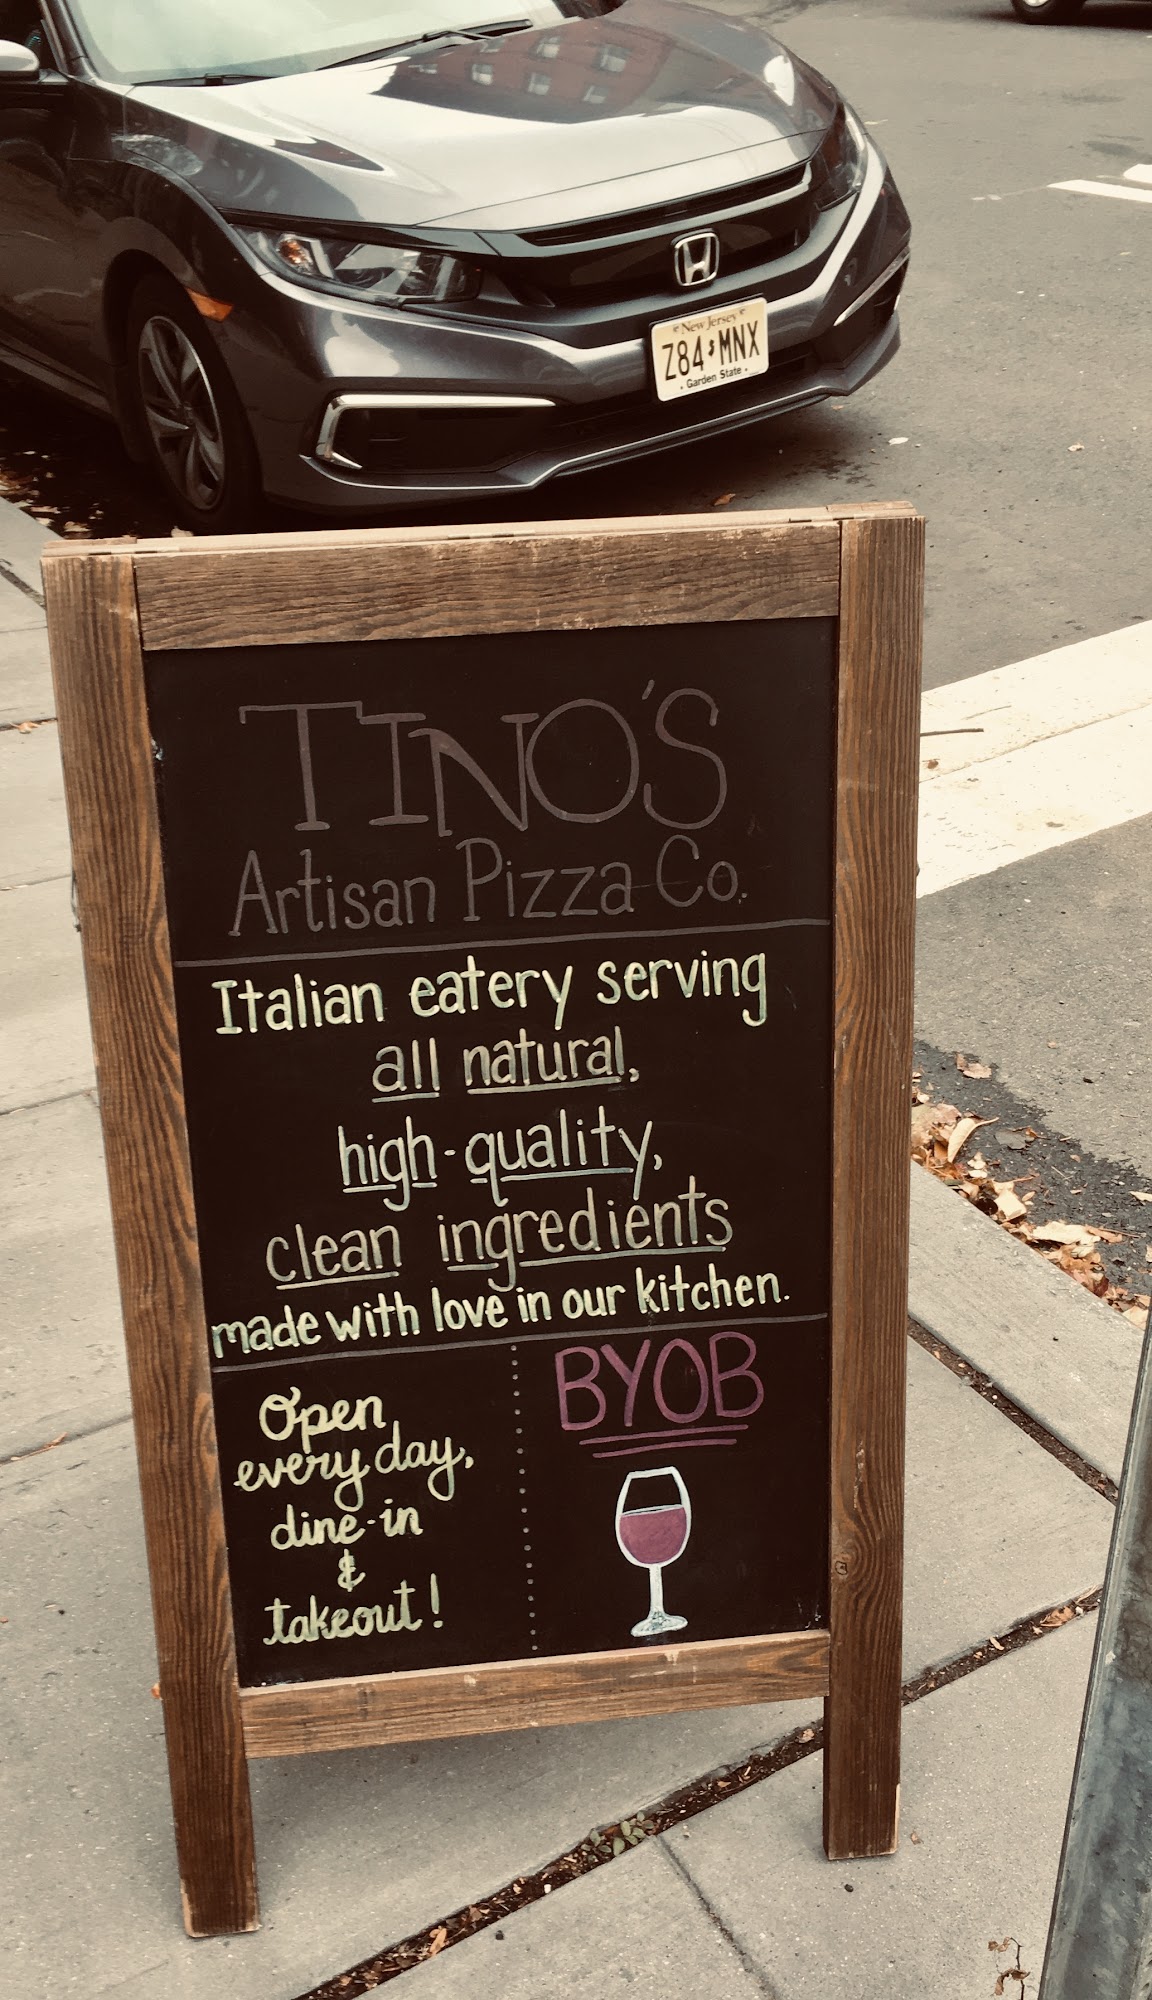 New Jersey
Z84 MNX
Garden State
TINO'S
Artisan Pizza Co.
Italian eatery serving
all natural,
high-quality,
clean ingredients
made with love in our kitchen.
Open
every day,
dine-in
&
takeout!
BYOB